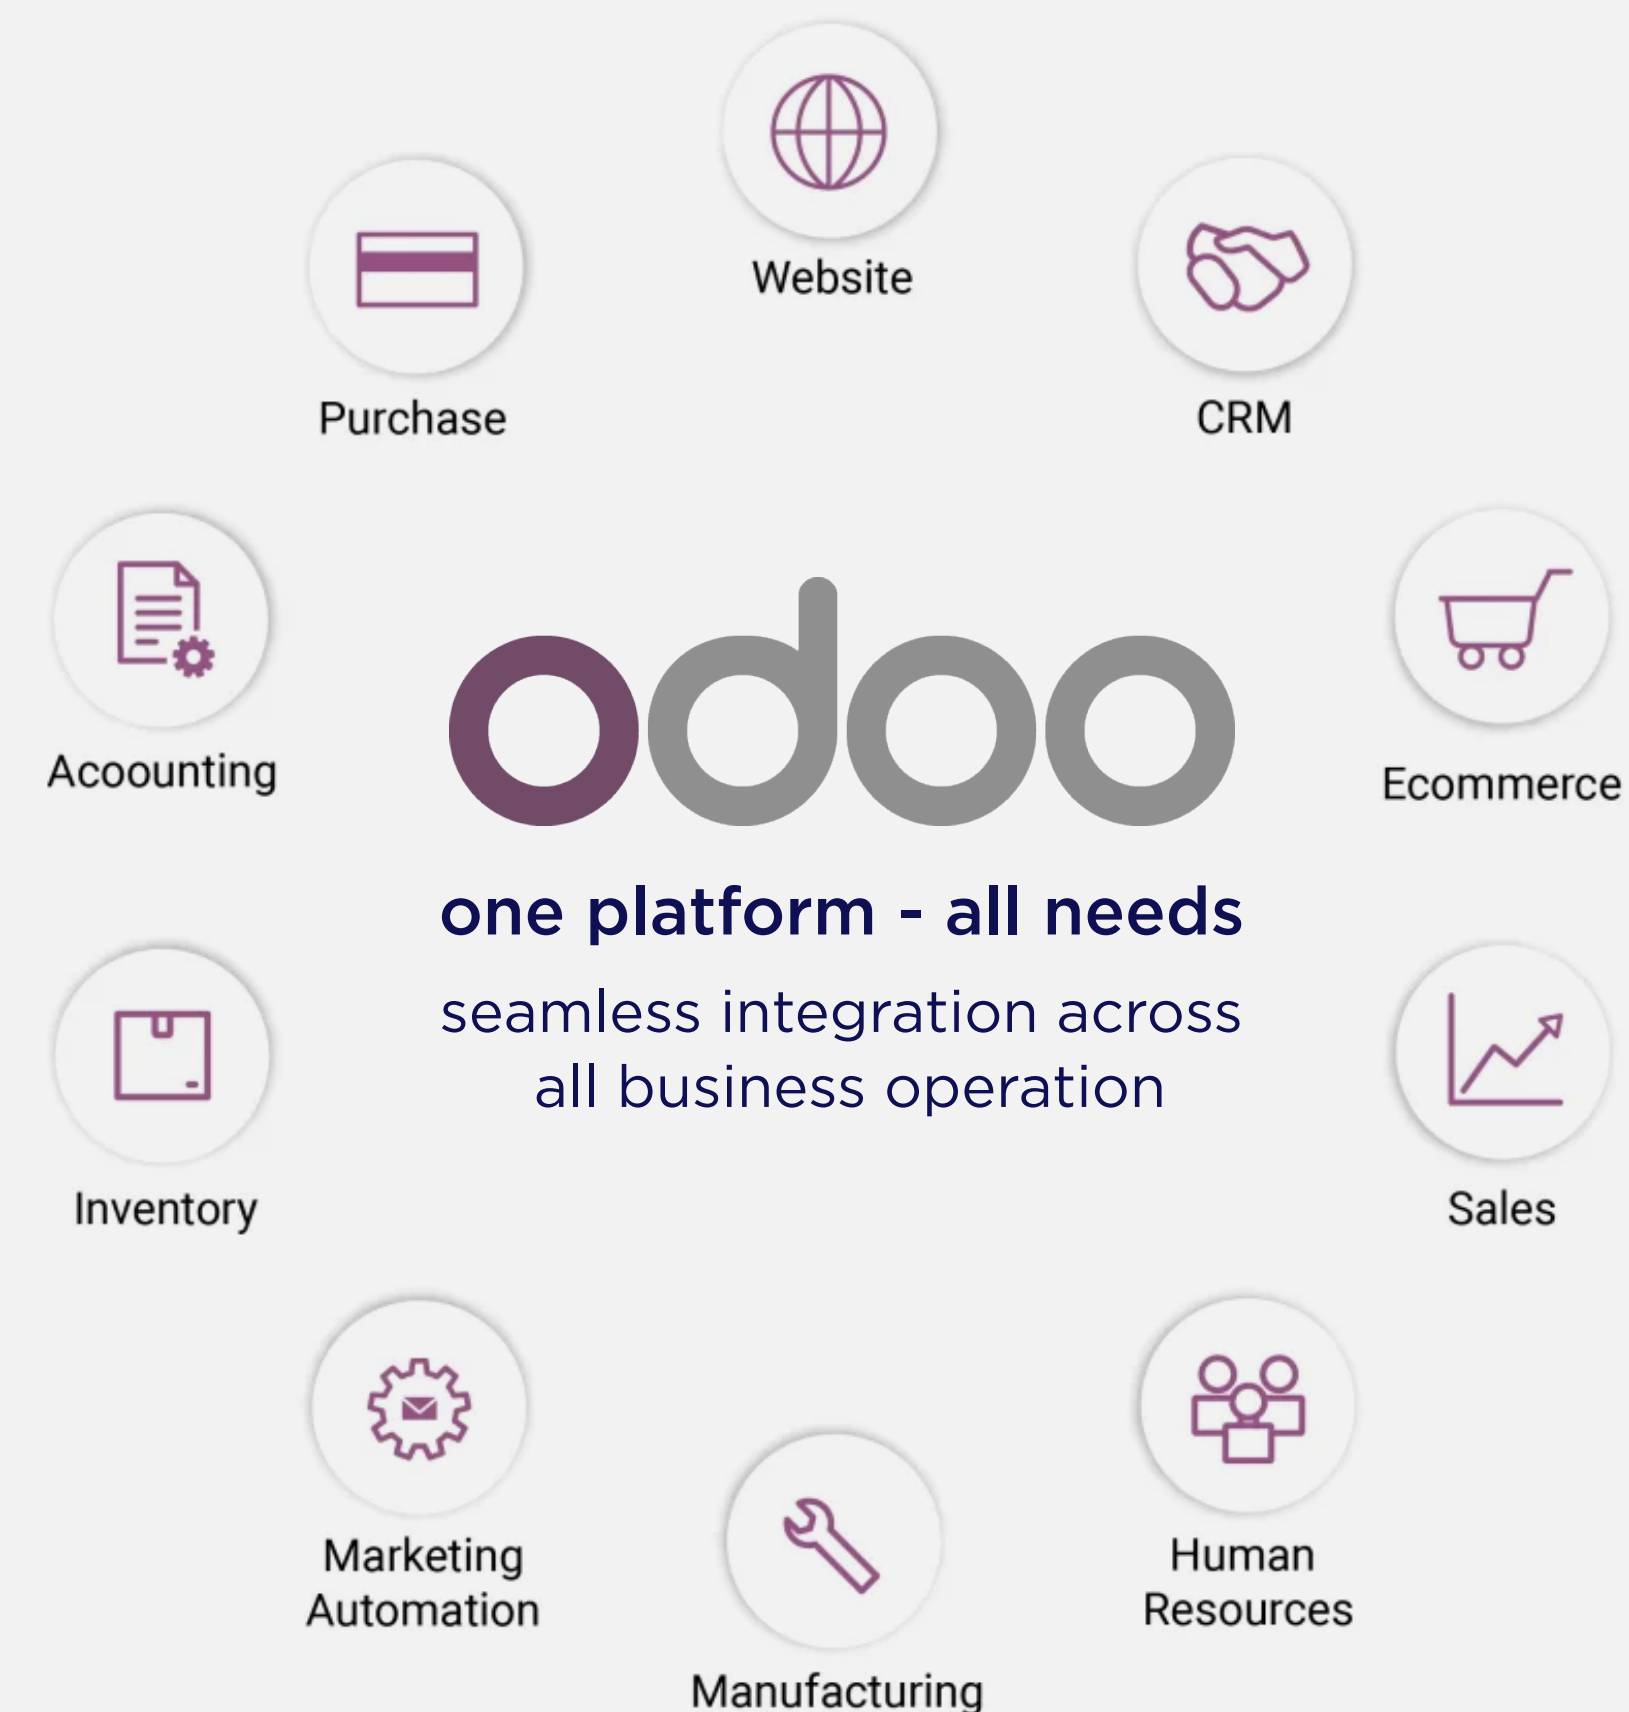 Website
Purchase
CRM
Acoounting
odoo
Ecommerce
one platform - all needs
seamless integration across
all business operation
Inventory
Sales
Marketing
Automation
Human
Resources
Manufacturing